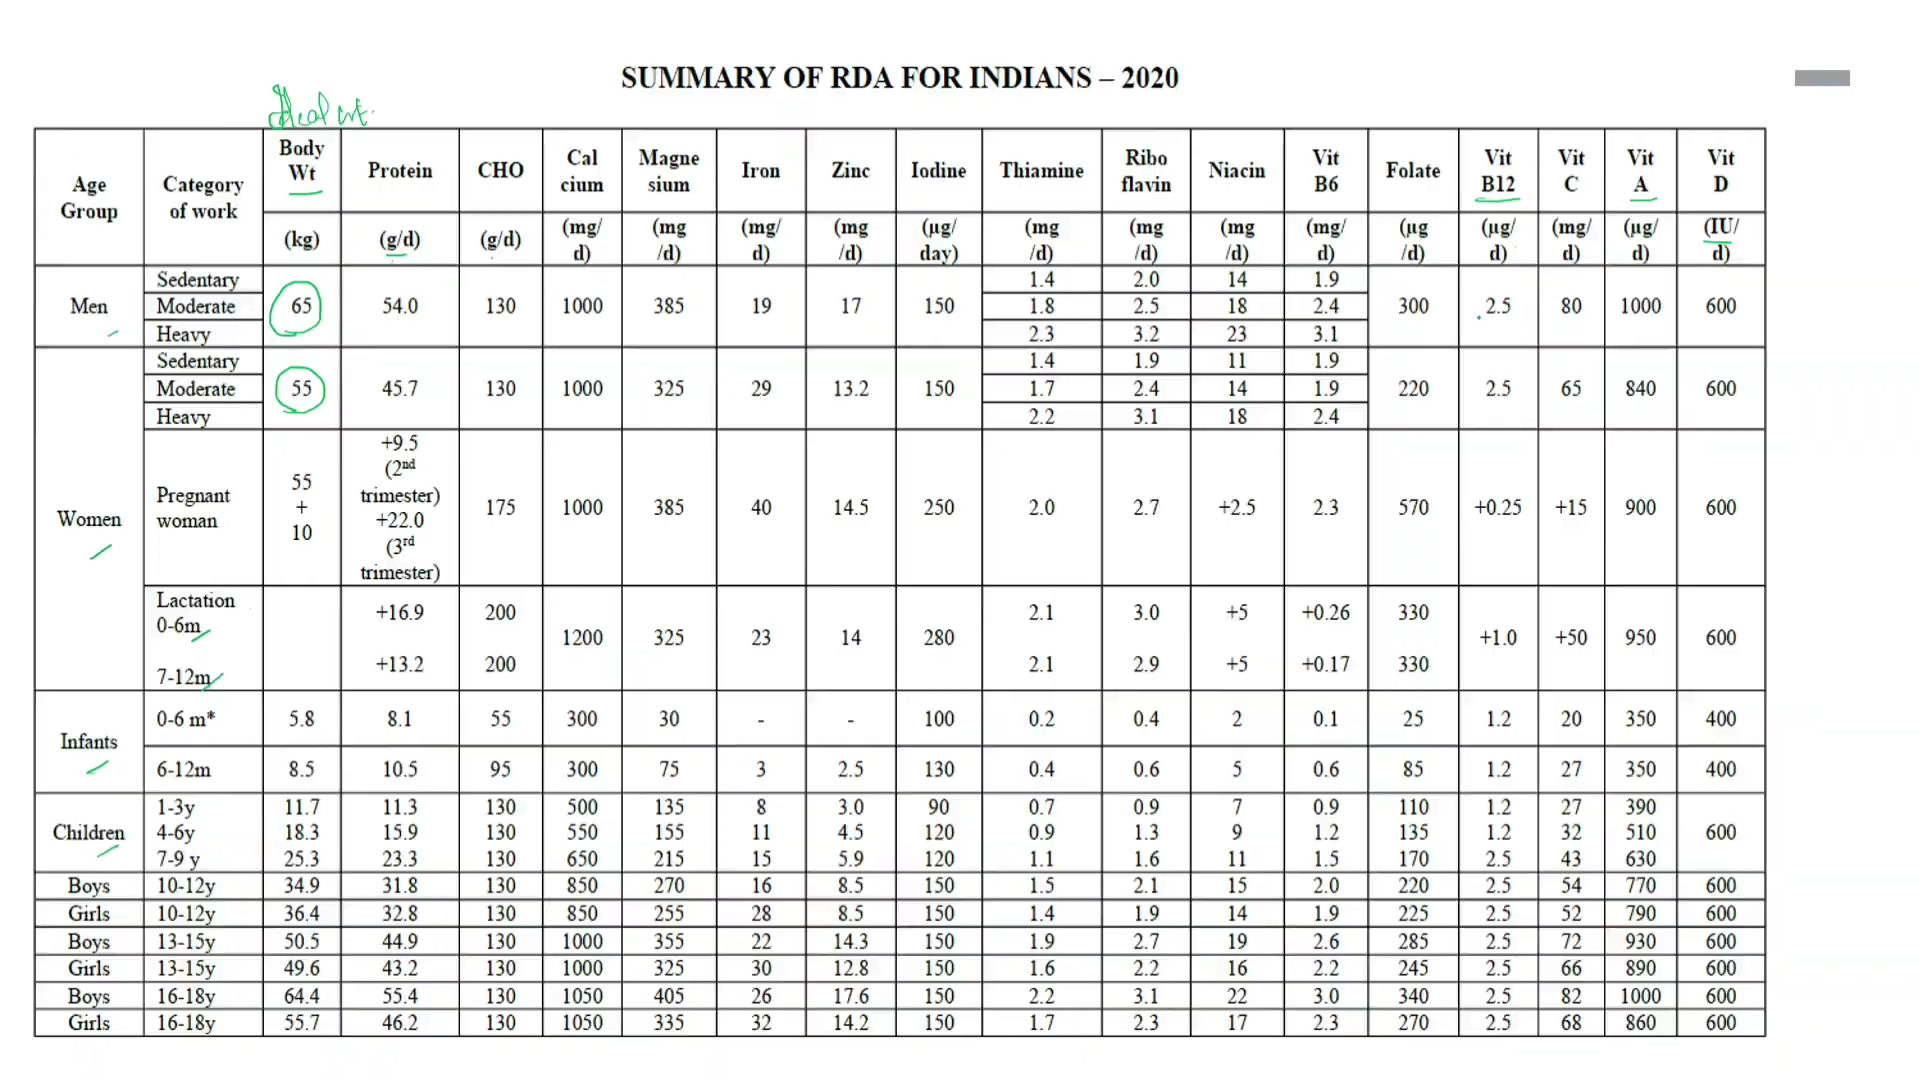 SUMMARY OF RDA FOR INDIANS – 2020
Ideal wt.
Age Group | Category of work | Body Wt | Protein | CHO | Cal cium | Magne sium | Iron | Zinc | Iodine | Thiamine | Ribo flavin | Niacin | Vit B6 | Folate | Vit B12 | Vit C | Vit A | Vit D
(kg) | (g/d) | (g/d) | (mg/ d) | (mg /d) | (mg/ d) | (mg /d) | (µg/ day) | (mg /d) | (mg /d) | (mg /d) | (mg/ d) | (µg /d) | (µg/ d) | (mg/ d) | (µg/ d) | (IU/ d)
Sedentary | 1.4 | 2.0 | 14 | 1.9
Men | Moderate | 65 | 54.0 | 130 | 1000 | 385 | 19 | 17 | 150 | 1.8 | 2.5 | 18 | 2.4 | 300 | 2.5 | 80 | 1000 | 600
Heavy | 2.3 | 3.2 | 23 | 3.1
Sedentary | 1.4 | 1.9 | 11 | 1.9
Moderate | 55 | 45.7 | 130 | 1000 | 325 | 29 | 13.2 | 150 | 1.7 | 2.4 | 14 | 1.9 | 220 | 2.5 | 65 | 840 | 600
Heavy | 2.2 | 3.1 | 18 | 2.4
Women | Pregnant woman | 55 + 10 | +9.5 (2nd trimester) +22.0 (3rd trimester) | 175 | 1000 | 385 | 40 | 14.5 | 250 | 2.0 | 2.7 | +2.5 | 2.3 | 570 | +0.25 | +15 | 900 | 600
Lactation
0-6m | +16.9 | 200 | 2.1 | 3.0 | +5 | +0.26 | 330
1200 | 325 | 23 | 14 | 280 | +1.0 | +50 | 950 | 600
7-12m | +13.2 | 200 | 2.1 | 2.9 | +5 | +0.17 | 330
Infants | 0-6 m* | 5.8 | 8.1 | 55 | 300 | 30 | - | - | 100 | 0.2 | 0.4 | 2 | 0.1 | 25 | 1.2 | 20 | 350 | 400
6-12m | 8.5 | 10.5 | 95 | 300 | 75 | 3 | 2.5 | 130 | 0.4 | 0.6 | 5 | 0.6 | 85 | 1.2 | 27 | 350 | 400
1-3y | 11.7 | 11.3 | 130 | 500 | 135 | 8 | 3.0 | 90 | 0.7 | 0.9 | 7 | 0.9 | 110 | 1.2 | 27 | 390
Children | 4-6y | 18.3 | 15.9 | 130 | 550 | 155 | 11 | 4.5 | 120 | 0.9 | 1.3 | 9 | 1.2 | 135 | 1.2 | 32 | 510 | 600
7-9 y | 25.3 | 23.3 | 130 | 650 | 215 | 15 | 5.9 | 120 | 1.1 | 1.6 | 11 | 1.5 | 170 | 2.5 | 43 | 630
Boys | 10-12y | 34.9 | 31.8 | 130 | 850 | 270 | 16 | 8.5 | 150 | 1.5 | 2.1 | 15 | 2.0 | 220 | 2.5 | 54 | 770 | 600
Girls | 10-12y | 36.4 | 32.8 | 130 | 850 | 255 | 28 | 8.5 | 150 | 1.4 | 1.9 | 14 | 1.9 | 225 | 2.5 | 52 | 790 | 600
Boys | 13-15y | 50.5 | 44.9 | 130 | 1000 | 355 | 22 | 14.3 | 150 | 1.9 | 2.7 | 19 | 2.6 | 285 | 2.5 | 72 | 930 | 600
Girls | 13-15y | 49.6 | 43.2 | 130 | 1000 | 325 | 30 | 12.8 | 150 | 1.6 | 2.2 | 16 | 2.2 | 245 | 2.5 | 66 | 890 | 600
Boys | 16-18y | 64.4 | 55.4 | 130 | 1050 | 405 | 26 | 17.6 | 150 | 2.2 | 3.1 | 22 | 3.0 | 340 | 2.5 | 82 | 1000 | 600
Girls | 16-18y | 55.7 | 46.2 | 130 | 1050 | 335 | 32 | 14.2 | 150 | 1.7 | 2.3 | 17 | 2.3 | 270 | 2.5 | 68 | 860 | 600